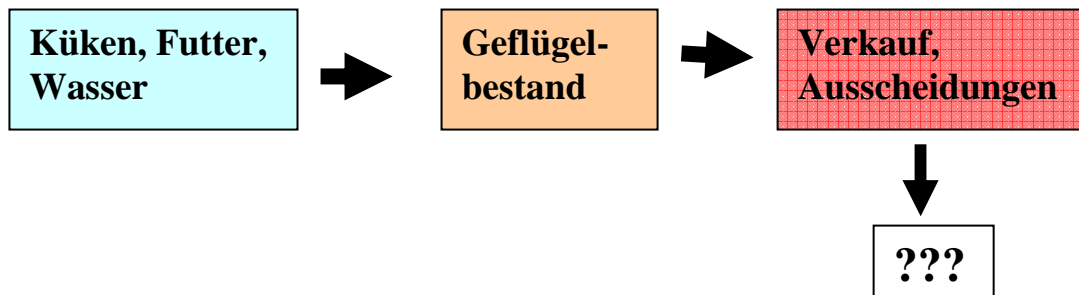 Küken, Futter,
Wasser
Geflügel-
bestand
Verkauf,
Ausscheidungen
???